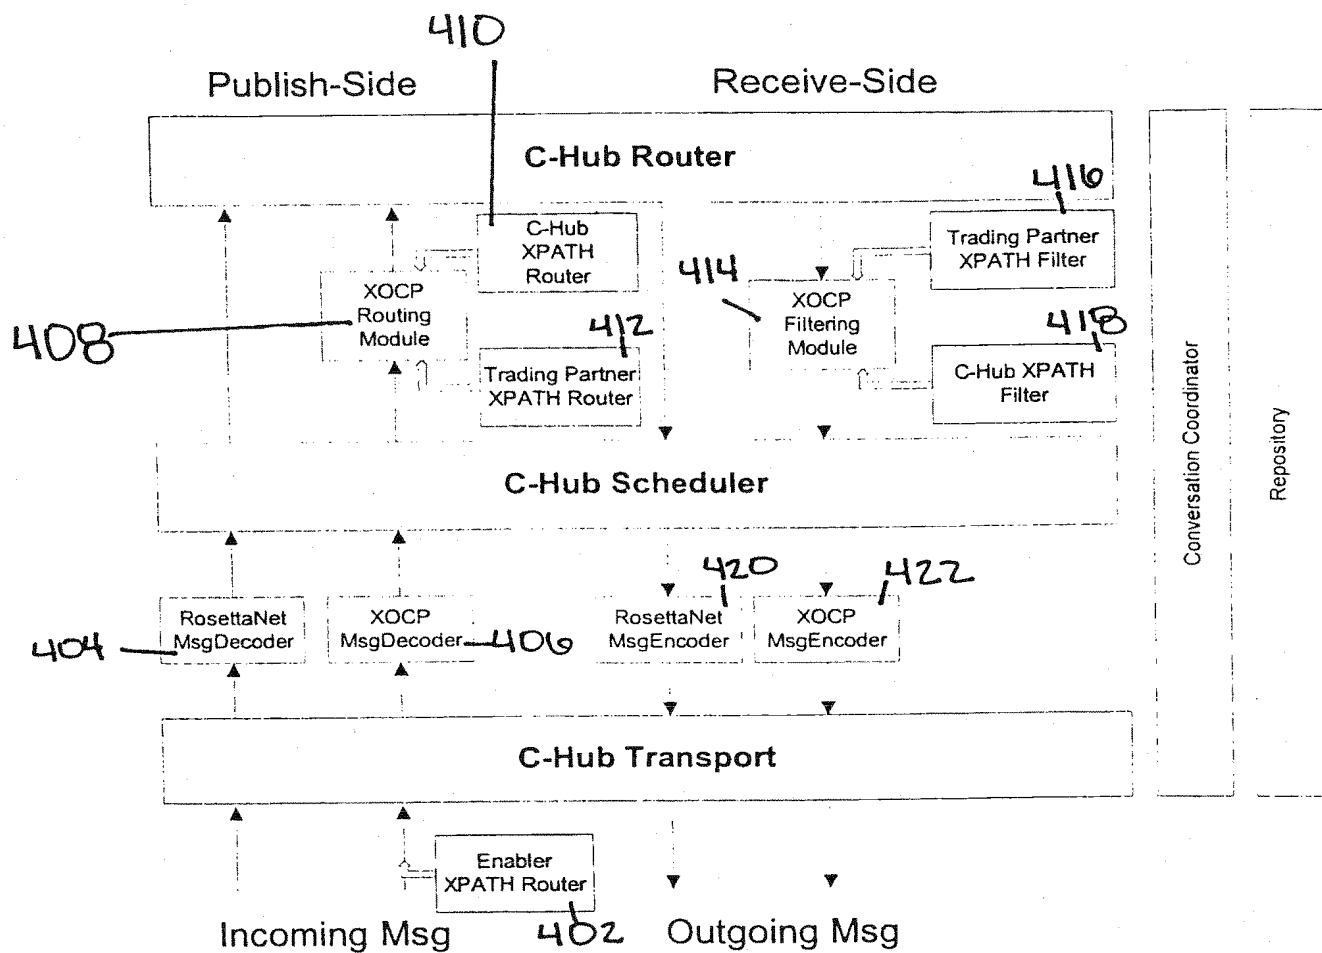 410
Publish-Side
Receive-Side
C-Hub Router
416
C-Hub
XPATH
Router
Trading Partner
XPATH Filter
414
XOCP
Routing
Module
XOCP
Filtering
Module
408
412
418
Trading Partner
XPATH Router
C-Hub XPATH
Filter
Conversation Coordinator
Repository
C-Hub Scheduler
420
422
RosettaNet
MsgDecoder
XOCP
MsgDecoder
RosettaNet
MsgEncoder
XOCP
MsgEncoder
404
406
C-Hub Transport
Enabler
XPATH Router
Incoming Msg
402
Outgoing Msg